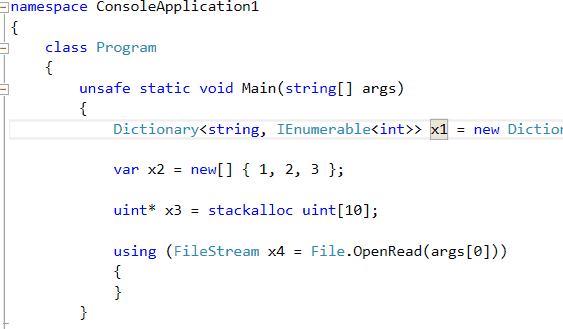 namespace ConsoleApplication1
{
    class Program
    {
        unsafe static void Main(string[] args)
        {
            Dictionary<string, IEnumerable<int>> x1 = new Diction
            var x2 = new[] { 1, 2, 3 };
            uint* x3 = stackalloc uint[10];
            using (FileStream x4 = File.OpenRead(args[0]))
            {
            }
        }